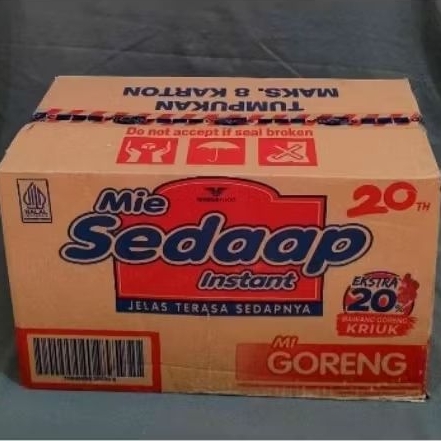 TUMPUKAN
MAKS. 8 KARTON
Do not accept if seal broken
HALAL
20TH
Mie
Sedaap
Instant
JELAS TERASA SEDAPNYA
EKSTRA
20%
BAWANG GORENG
KRIUK
MI
GORENG